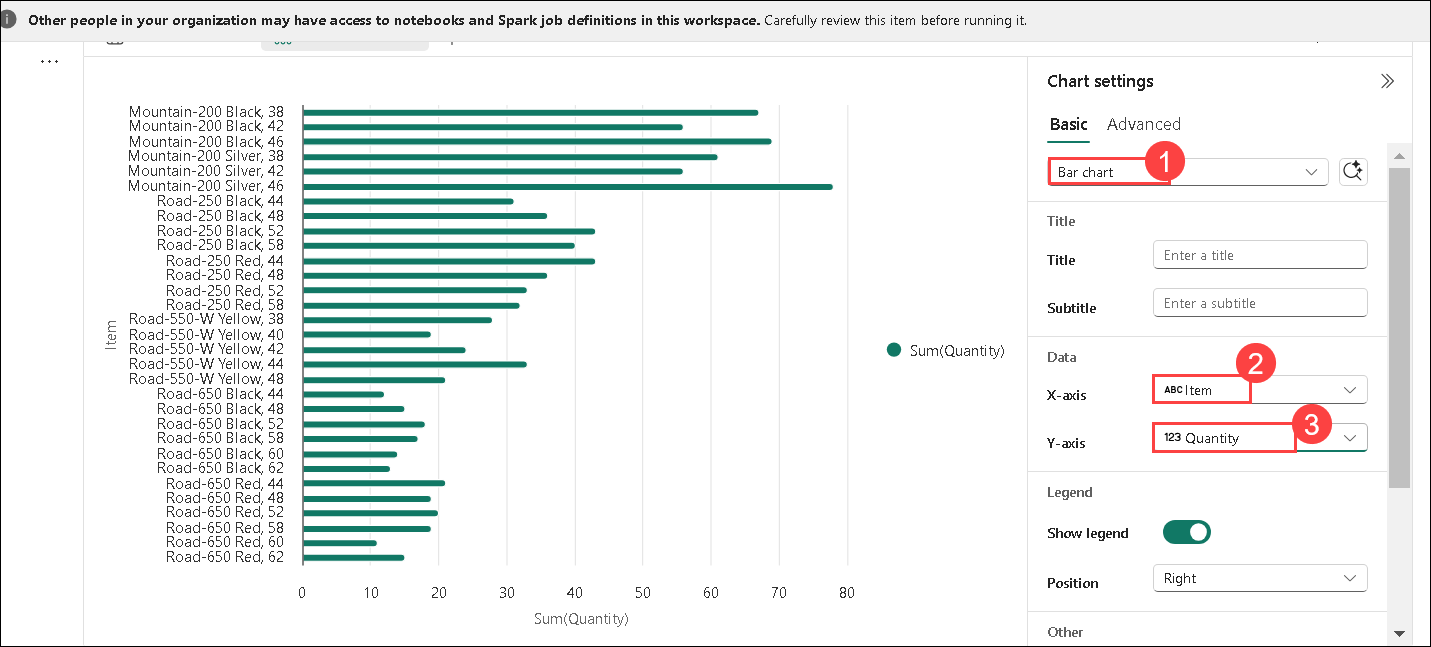 Other people in your organization may have access to notebooks and Spark job definitions in this workspace. Carefully review this item before running it.
Mountain-200 Black, 38
Mountain-200 Black, 42
Mountain-200 Black, 46
Mountain-200 Silver, 38
Mountain-200 Silver, 42
Mountain-200 Silver, 46
Road-250 Black, 44
Road-250 Black, 48
Road-250 Black, 52
Road-250 Black, 58
Road-250 Red, 44
Road-250 Red, 48
Road-250 Red, 52
Road-250 Red, 58
Road-550-W Yellow, 38
Road-550-W Yellow, 40
Road-550-W Yellow, 42
Road-550-W Yellow, 44
Road-550-W Yellow, 48
Road-650 Black, 44
Road-650 Black, 48
Road-650 Black, 52
Road-650 Black, 58
Road-650 Black, 60
Road-650 Black, 62
Road-650 Red, 44
Road-650 Red, 48
Road-650 Red, 52
Road-650 Red, 58
Road-650 Red, 60
Road-650 Red, 62
Item
0 10 20 30 40 50 60 70 80
Sum(Quantity)
Sum(Quantity)
Chart settings
Basic Advanced
Bar chart 1
Title
Title Enter a title
Subtitle Enter a subtitle
Data
2
X-axis ABC Item
3
Y-axis 123 Quantity
Legend
Show legend
Position Right
Other